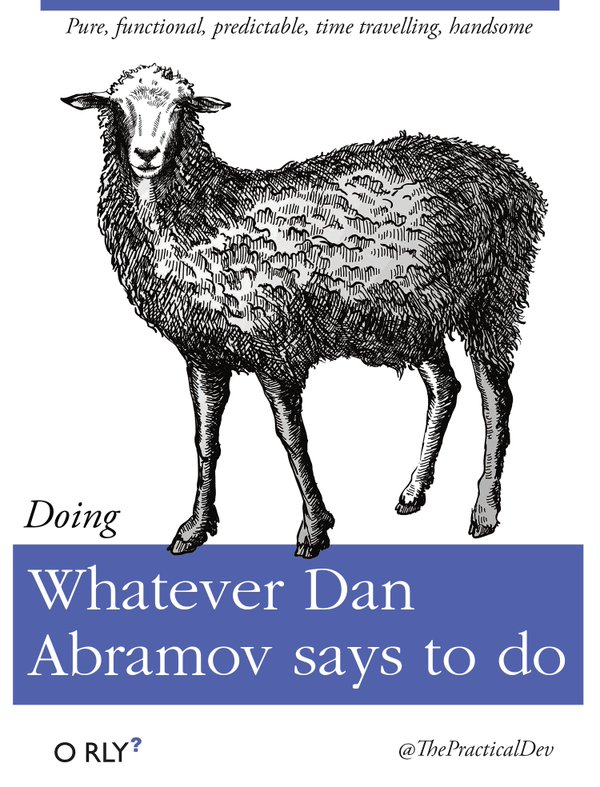 Pure, functional, predictable, time travelling, handsome
Doing
Whatever Dan
Abramov says to do
O RLY?
@ThePracticalDev